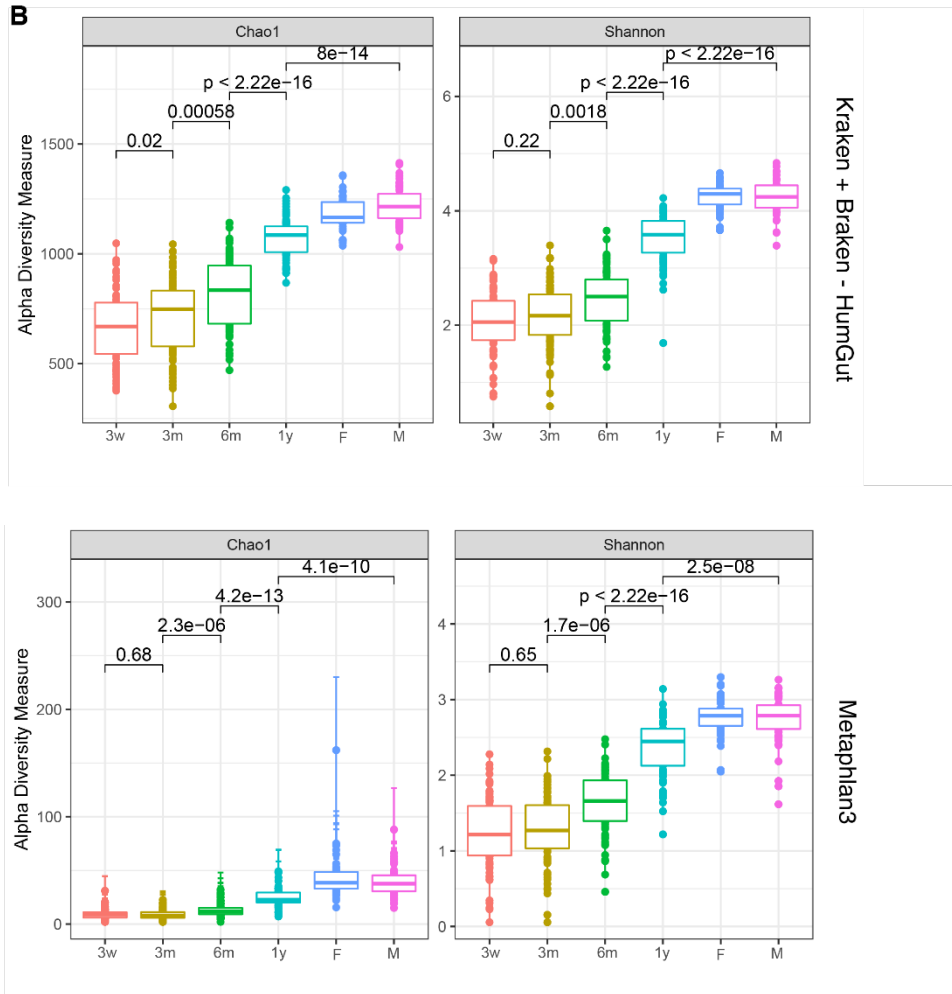 B
Chao1
Shannon
8e−14
p < 2.22e−16
p < 2.22e−16
p < 2.22e−16
0.00058
0.0018
0.02
0.22
Alpha Diversity Measure
1500
1000
500
6
4
2
3w 3m 6m 1y F M
3w 3m 6m 1y F M
Kraken + Braken - HumGut
Chao1
Shannon
4.1e−10
2.5e−08
4.2e−13
p < 2.22e−16
2.3e−06
1.7e−06
0.68
0.65
Alpha Diversity Measure
300
200
100
0
4
3
2
1
0
3w 3m 6m 1y F M
3w 3m 6m 1y F M
Metaphlan3